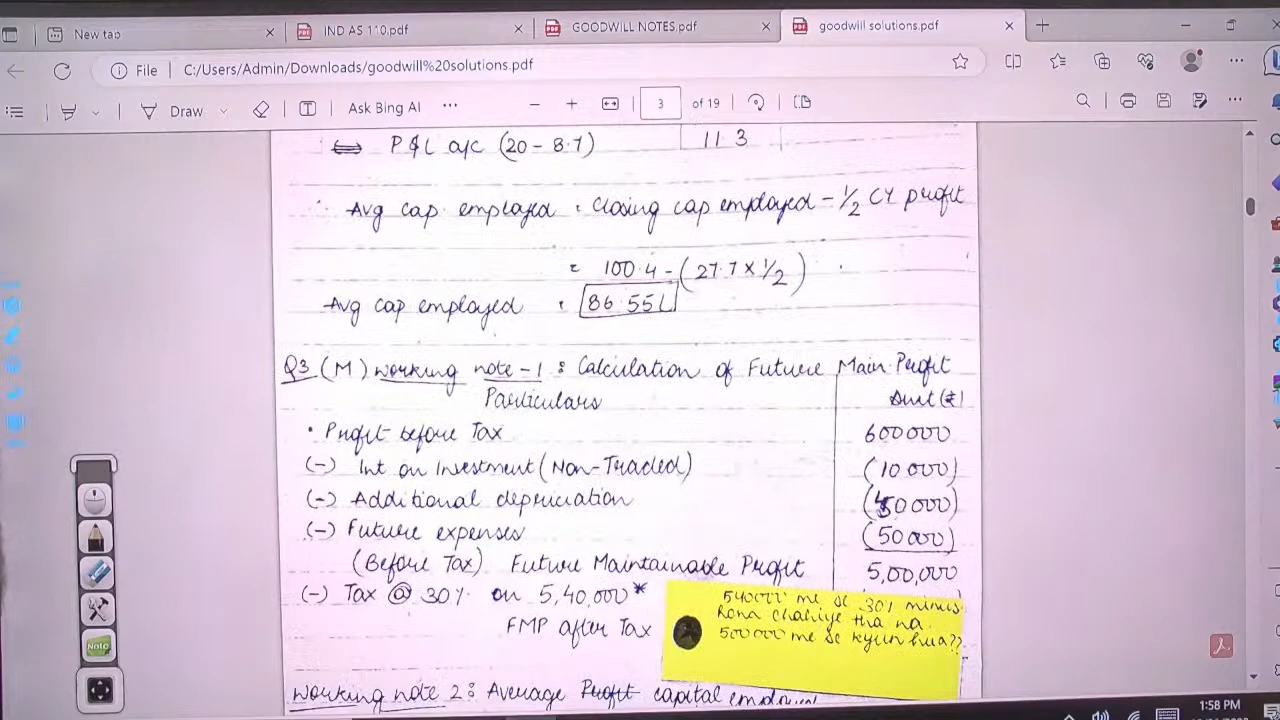 New tab
IND AS 110.pdf
GOODWILL NOTES.pdf
goodwill solutions.pdf
File C:/Users/Admin/Downloads/goodwill%20solutions.pdf
Draw
Ask Bing AI
3 of 19
P&L a/c (20 - 8.7) 11.3
Avg cap. employed = Closing cap employed - 1/2 CY profit
= 100.4 - (27.7 x 1/2)
Avg cap employed = 86.55L
Q3 (M) Working note - 1 : Calculation of Future Main. Profit
Particulars Amt (₹)
• Profit before Tax 600000
(-) Int on Investment (Non-Traded) (10000)
(-) Additional depriciation (40000)
(-) Future expenses (50000)
(Before Tax) Future Maintainable Profit 5,00,000
(-) Tax @ 30% on 5,40,000*
FMP after Tax
540000 me se 30% minus
hona chahiye tha na.
500000 me se kyun hua??
Working note 2 : Average Profit capital
Note
1:58 PM